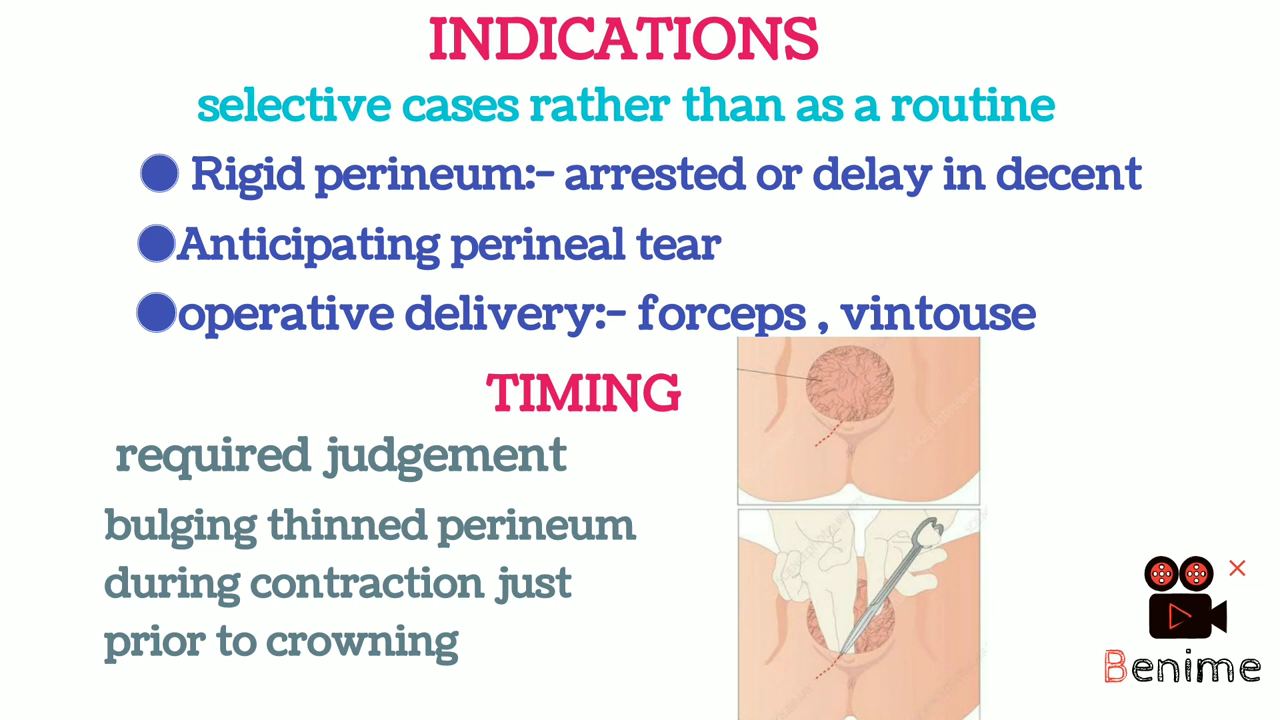 INDICATIONS
selective cases rather than as a routine
Rigid perineum:- arrested or delay in decent
Anticipating perineal tear
operative delivery:- forceps , vintouse
TIMING
required judgement
bulging thinned perineum
during contraction just
prior to crowning
Benime